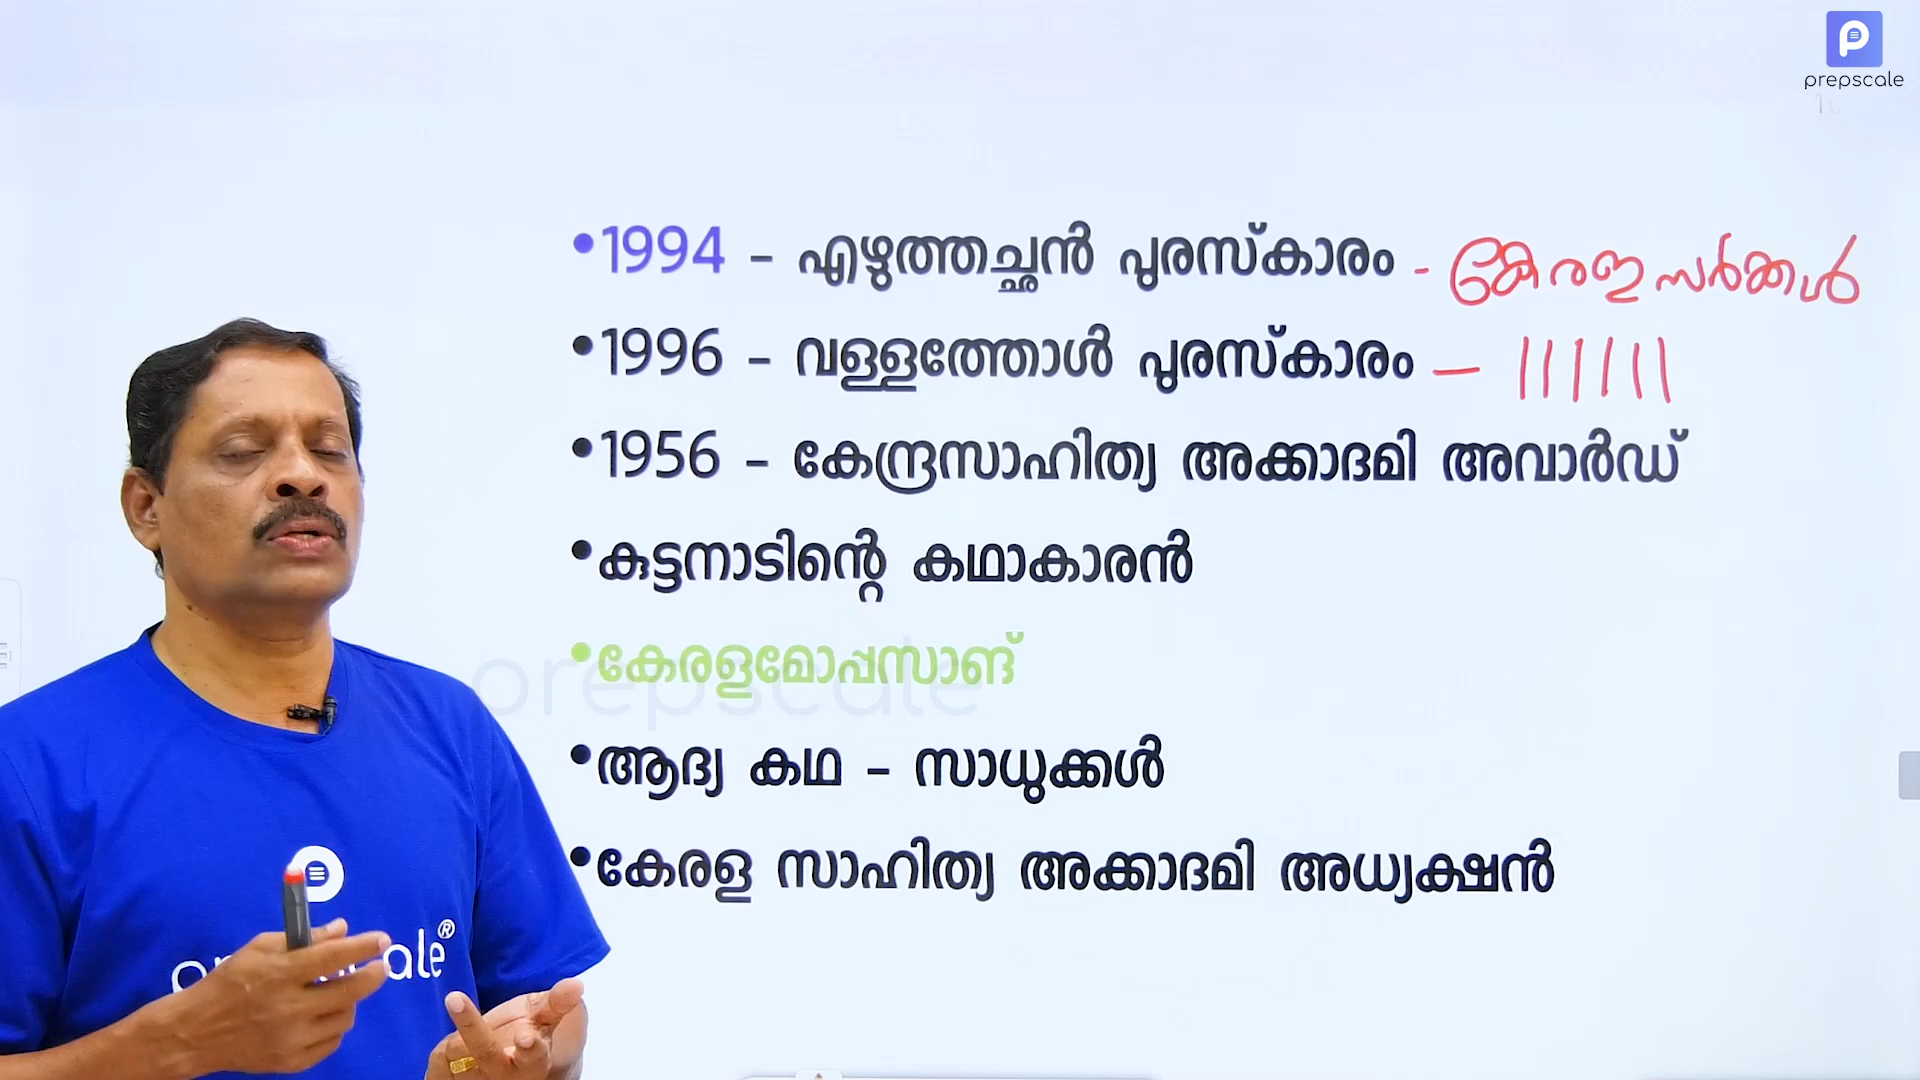 prepscale
•1994 – എഴുത്തച്ഛൻ പുരസ്കാരം - കേരള സർക്കാർ
•1996 – വള്ളത്തോൾ പുരസ്കാരം –
•1956 – കേന്ദ്രസാഹിത്യ അക്കാദമി അവാർഡ്
•കുട്ടനാടിന്റെ കഥാകാരൻ
•കേരളമോപ്പസാങ്
prepscale
•ആദ്യ കഥ – സാധുക്കൾ
•കേരള സാഹിത്യ അക്കാദമി അധ്യക്ഷൻ